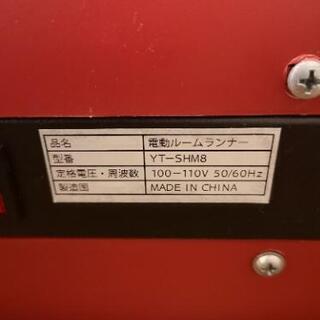 品名 電動ルームランナー
型番 YT-SHM8
定格電圧・周波数 100-110V 50/60Hz
製造国 MADE IN CHINA